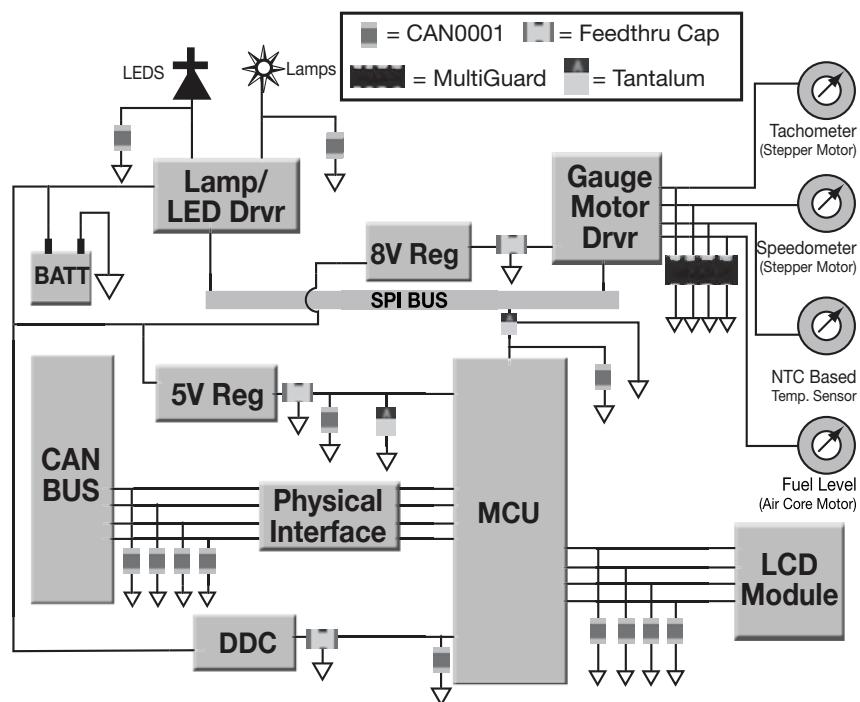 = CAN0001
= Feedthru Cap
= MultiGuard
= Tantalum
LEDS
Lamps
Tachometer
(Stepper Motor)
Lamp/
LED Drvr
Gauge
Motor
Drvr
8V Reg
Speedometer
(Stepper Motor)
BATT
SPI BUS
5V Reg
NTC Based
Temp. Sensor
CAN
BUS
Physical
Interface
MCU
Fuel Level
(Air Core Motor)
LCD
Module
DDC